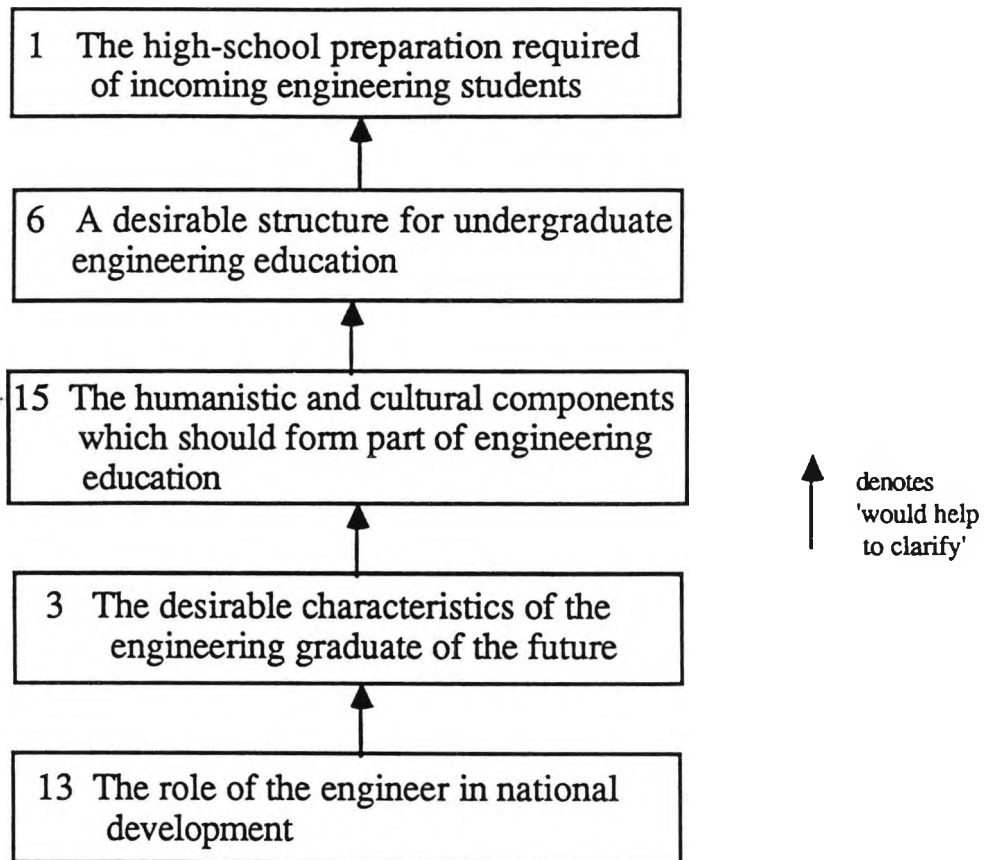 1 The high-school preparation required
of incoming engineering students
6 A desirable structure for undergraduate
engineering education
15 The humanistic and cultural components
which should form part of engineering
education
denotes
'would help
to clarify'
3 The desirable characteristics of the
engineering graduate of the future
13 The role of the engineer in national
development